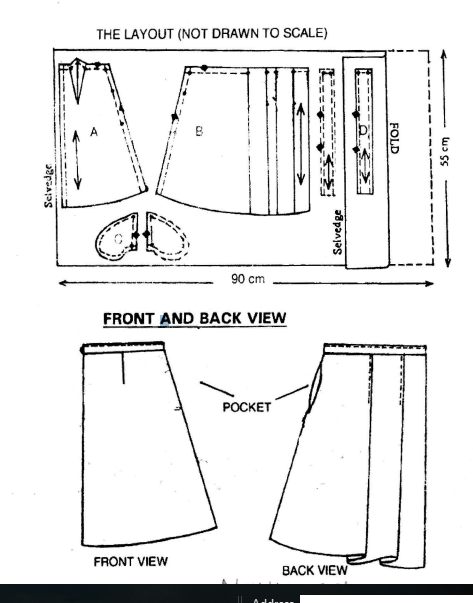 THE LAYOUT (NOT DRAWN TO SCALE)
A
B
C
D
Selvedge
Selvedge
FOLD
55 cm
90 cm
FRONT AND BACK VIEW
POCKET
FRONT VIEW
BACK VIEW
Address